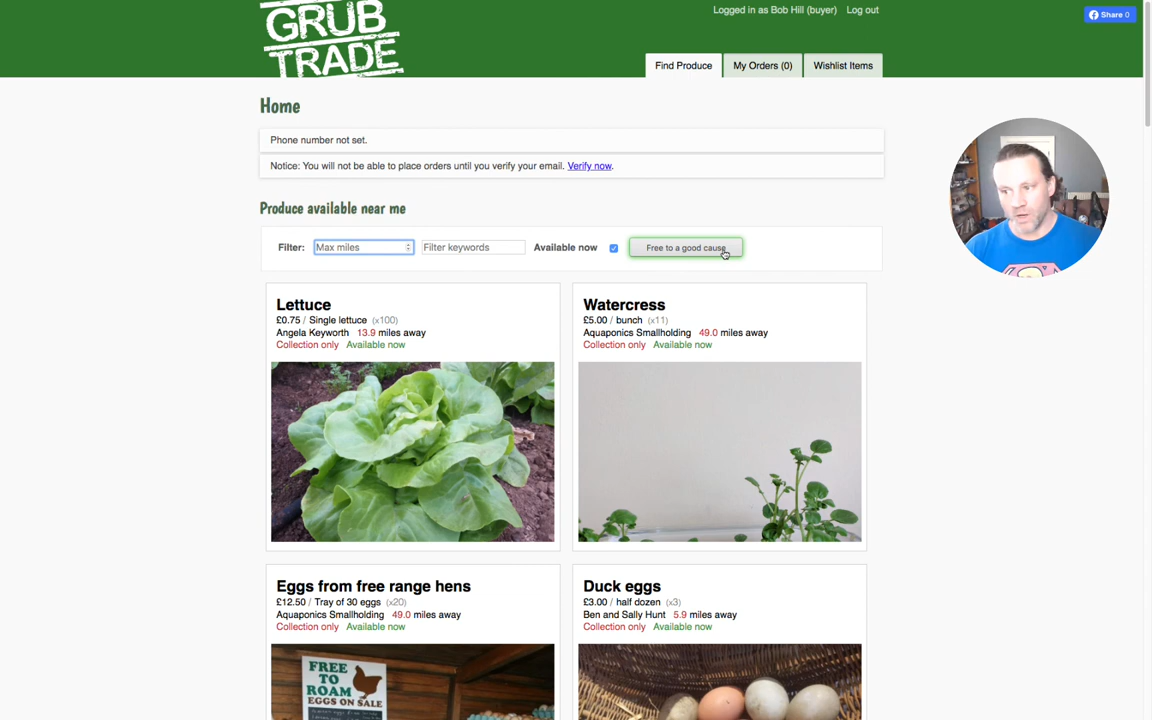 GRUB
TRADE
Logged in as Bob Hill (buyer) Log out
Share 0
Find Produce My Orders (0) Wishlist Items
Home
Phone number not set.
Notice: You will not be able to place orders until you verify your email. Verify now.
Produce available near me
Filter: Max miles Filter keywords Available now Free to a good cause
Lettuce
£0.75 / Single lettuce (x100)
Angela Keyworth 13.9 miles away
Collection only Available now
Watercress
£5.00 / bunch (x11)
Aquaponics Smallholding 49.0 miles away
Collection only Available now
Eggs from free range hens
£12.50 / Tray of 30 eggs (x20)
Aquaponics Smallholding 49.0 miles away
Collection only Available now
Duck eggs
£3.00 / half dozen (x3)
Ben and Sally Hunt 5.9 miles away
Collection only Available now
FREE
TO
ROAM
EGGS ON SALE